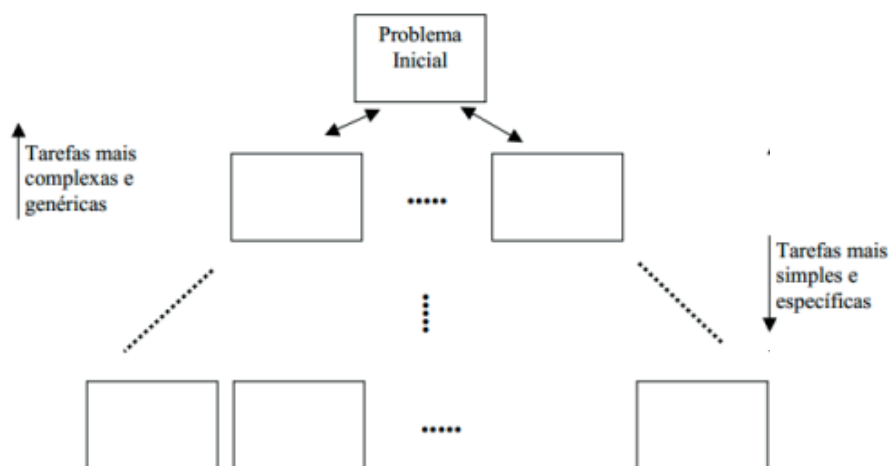 Problema
Inicial
Tarefas mais
complexas e
genéricas
Tarefas mais
simples e
específicas